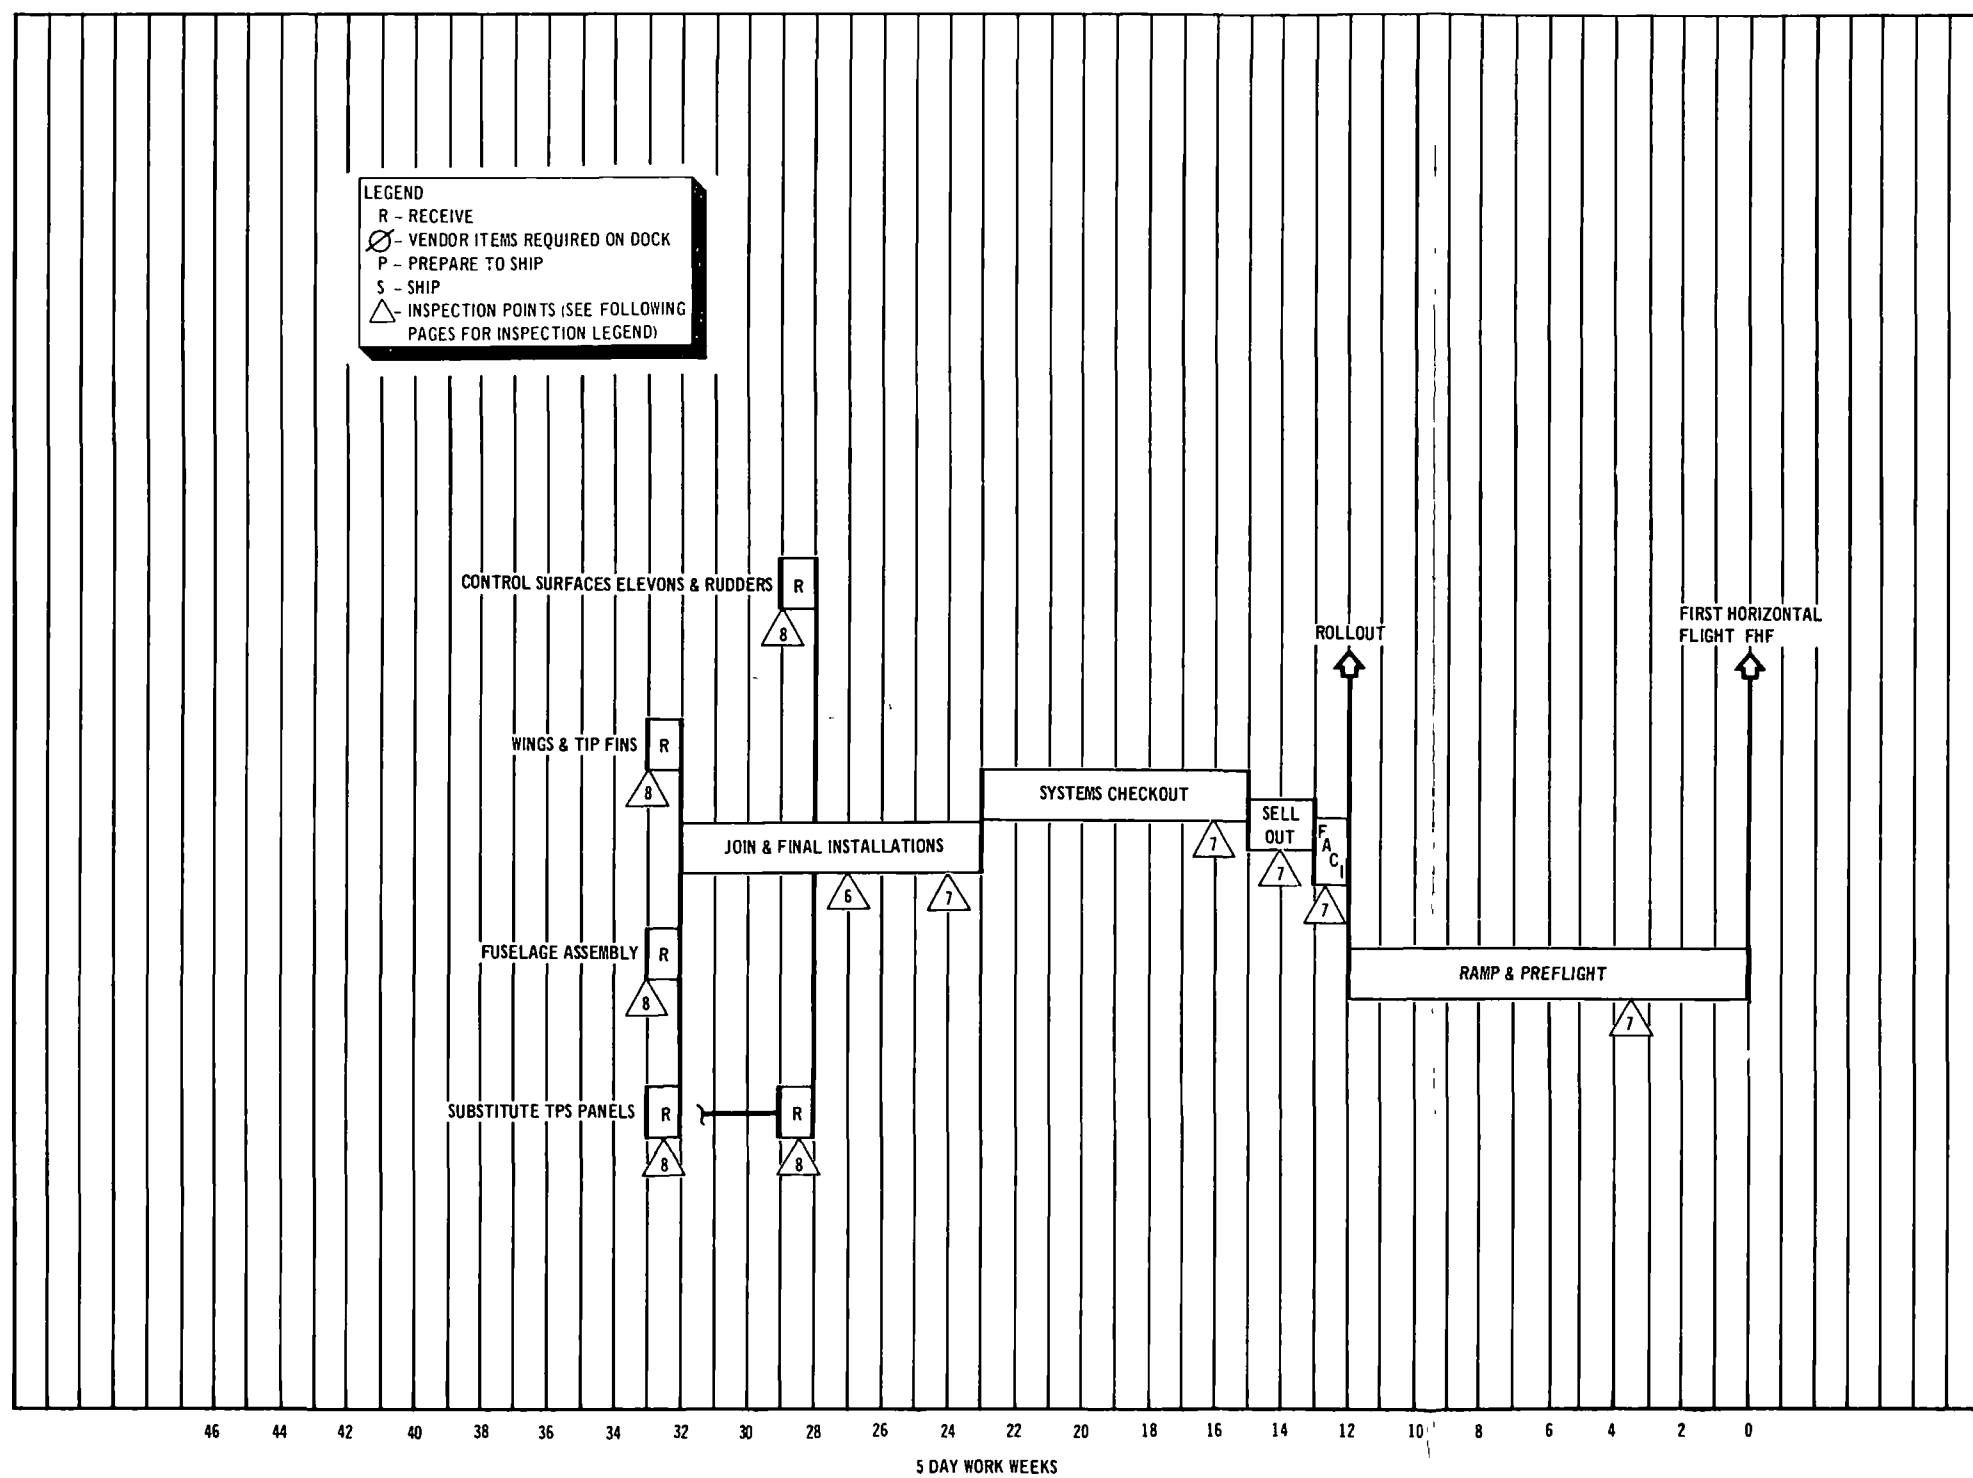 LEGEND
R - RECEIVE
- VENDOR ITEMS REQUIRED ON DOCK
P - PREPARE TO SHIP
S - SHIP
- INSPECTION POINTS (SEE FOLLOWING
PAGES FOR INSPECTION LEGEND)
CONTROL SURFACES ELEVONS & RUDDERS R
8
ROLLOUT
FIRST HORIZONTAL
FLIGHT FHF
WINGS & TIP FINS R
8
SYSTEMS CHECKOUT
7
SELL
OUT
7
FACI
7
JOIN & FINAL INSTALLATIONS
6 7
FUSELAGE ASSEMBLY R
8
RAMP & PREFLIGHT
7
SUBSTITUTE TPS PANELS R R
8 8
46 44 42 40 38 36 34 32 30 28 26 24 22 20 18 16 14 12 10 8 6 4 2 0
5 DAY WORK WEEKS